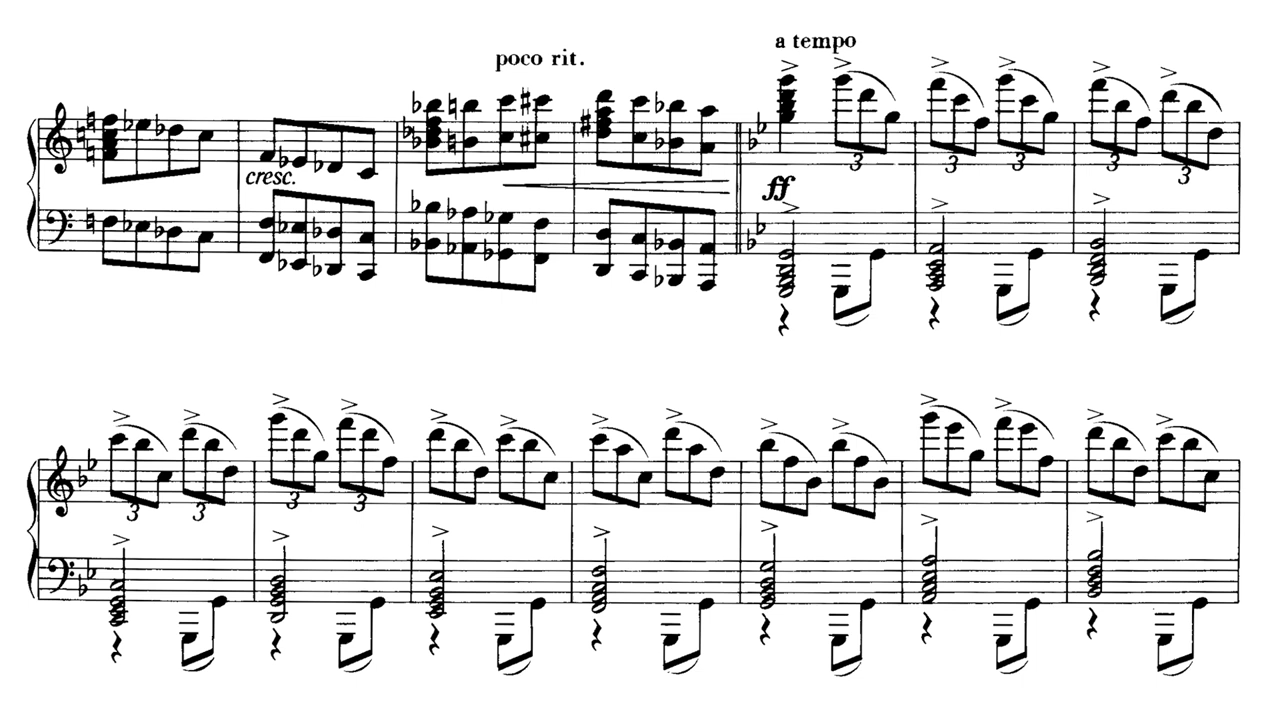 a tempo
poco rit.
3 3 3 3 3
cresc.
ff
3 3 3 3